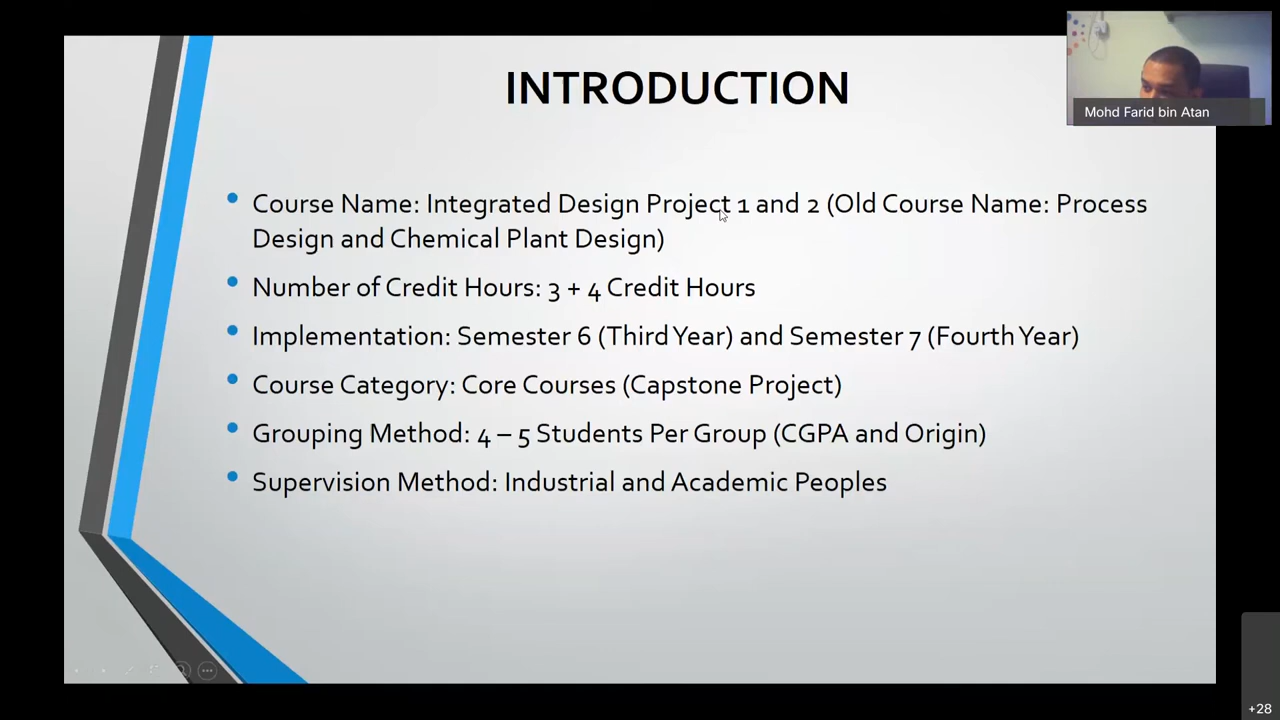 INTRODUCTION
Mohd Farid bin Atan
Course Name: Integrated Design Project 1 and 2 (Old Course Name: Process
Design and Chemical Plant Design)
Number of Credit Hours: 3 + 4 Credit Hours
Implementation: Semester 6 (Third Year) and Semester 7 (Fourth Year)
Course Category: Core Courses (Capstone Project)
Grouping Method: 4 – 5 Students Per Group (CGPA and Origin)
Supervision Method: Industrial and Academic Peoples
+28